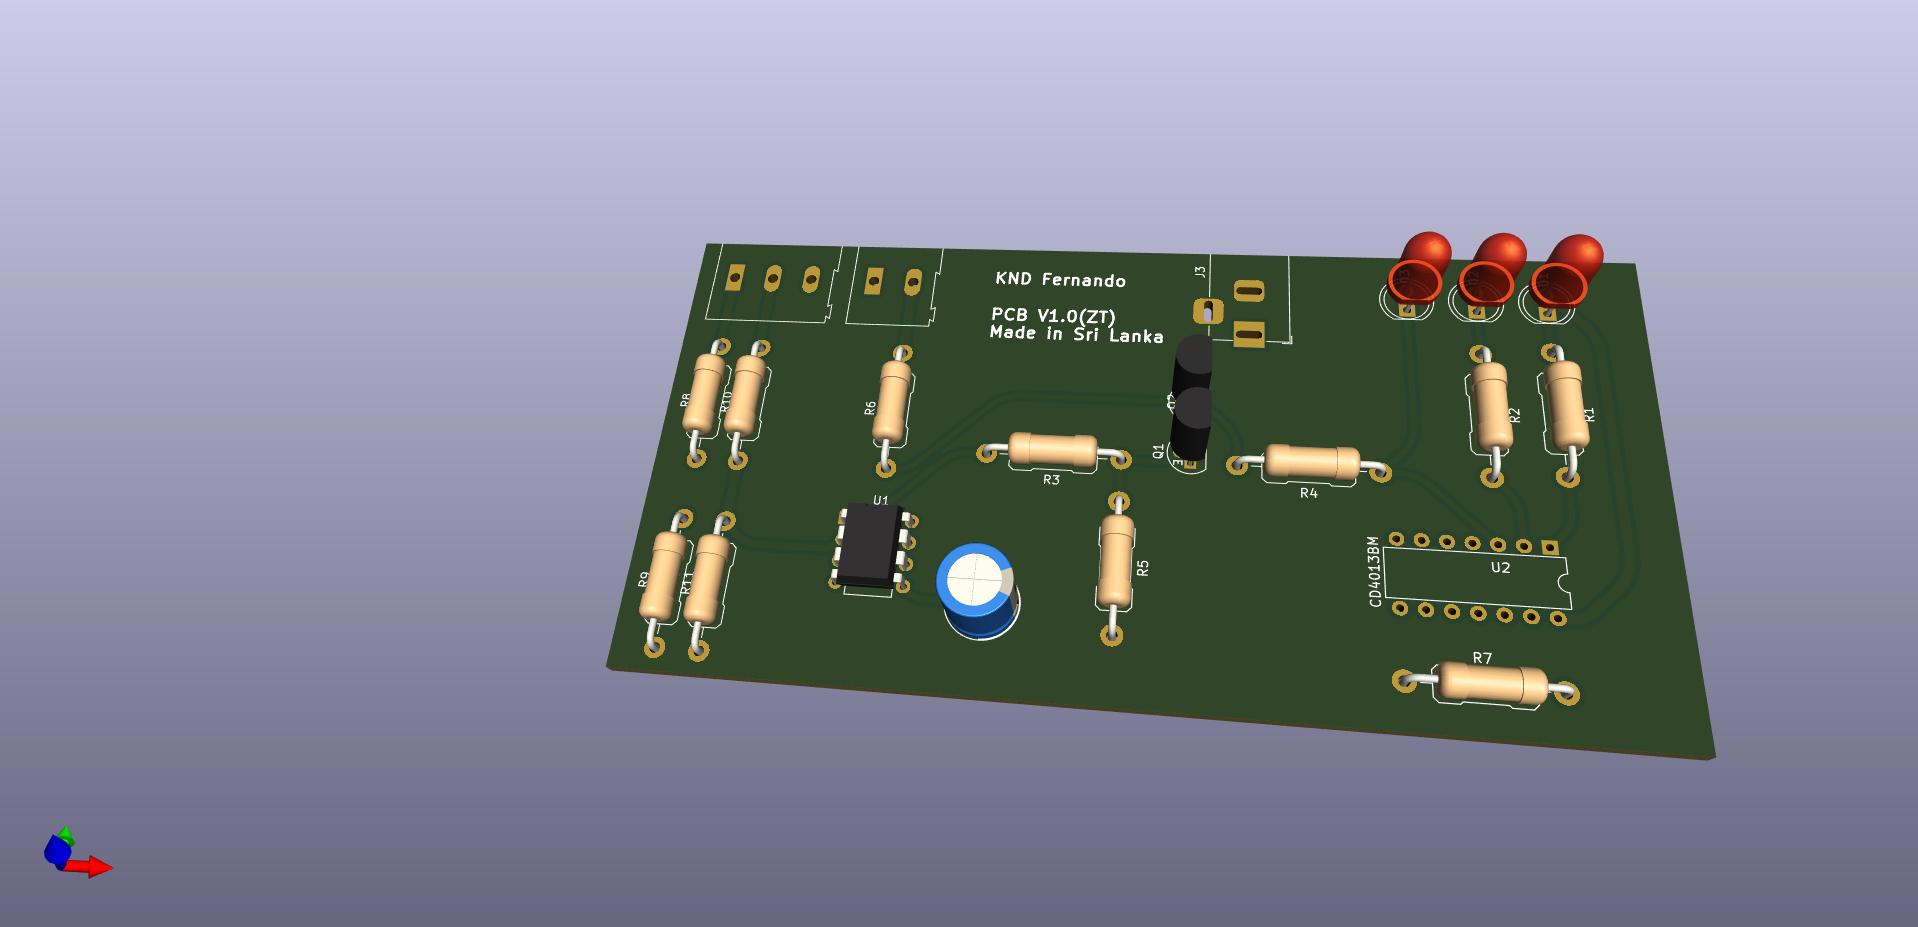 KND Fernando
PCB V1.0(ZT)
Made in Sri Lanka
J3
R8
R10
R6
R3
Q2
Q1
R4
R2
R1
U1
R9
R11
R5
CD4013BM
U2
R7